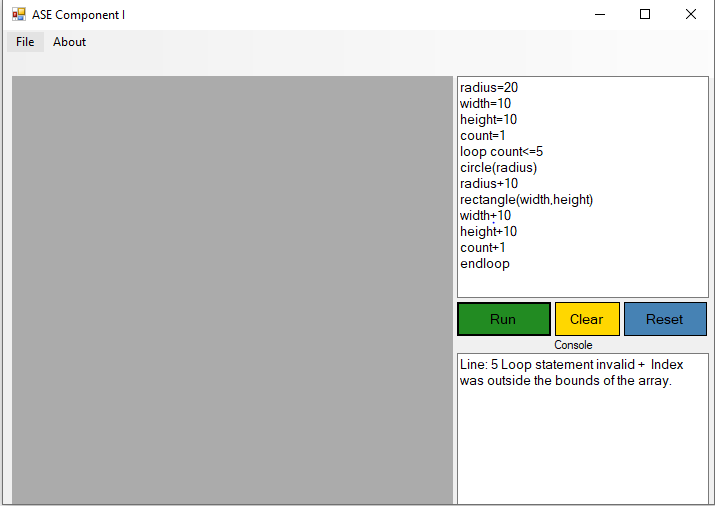 ASE Component I
File About
radius=20
width=10
height=10
count=1
loop count<=5
circle(radius)
radius+10
rectangle(width,height)
width+10
height+10
count+1
endloop
Run Clear Reset
Console
Line: 5 Loop statement invalid + Index
was outside the bounds of the array.